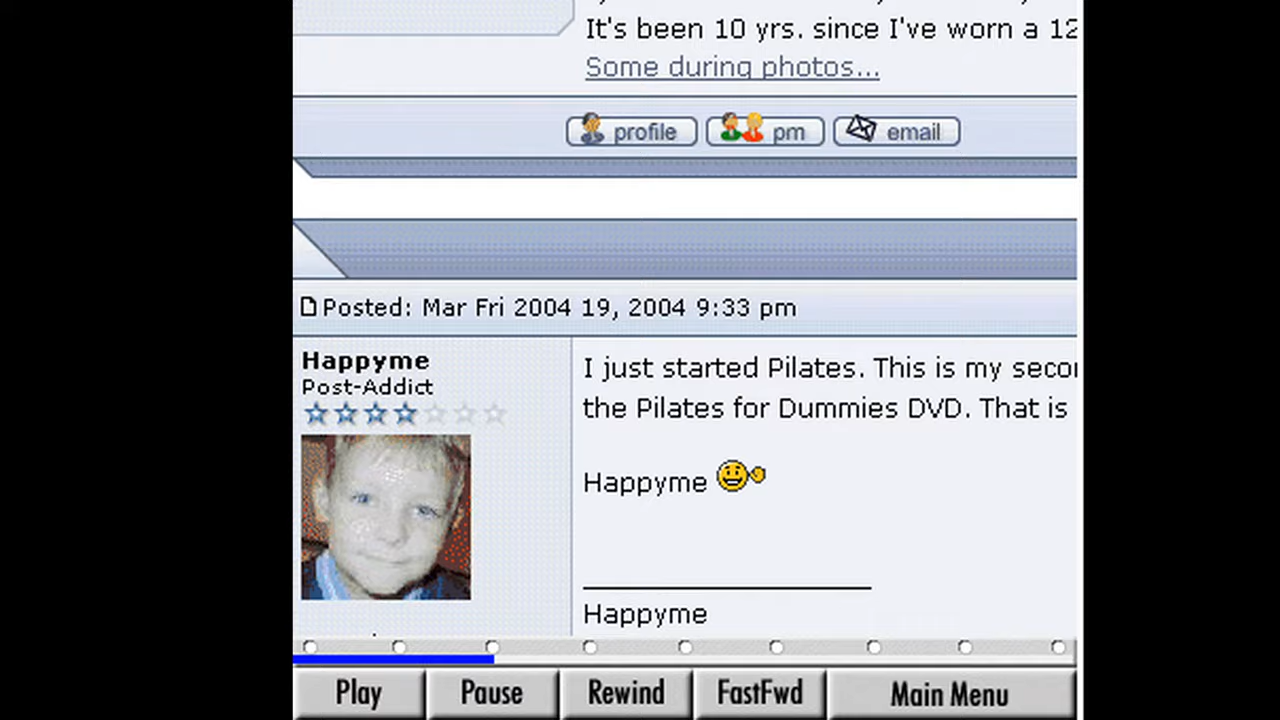 It's been 10 yrs. since I've worn a 12
Some during photos...
profile pm email
Posted: Mar Fri 2004 19, 2004 9:33 pm
Happyme
Post-Addict
I just started Pilates. This is my
the Pilates for Dummies DVD. That is
Happyme
Happyme
Play Pause Rewind FastFwd Main Menu